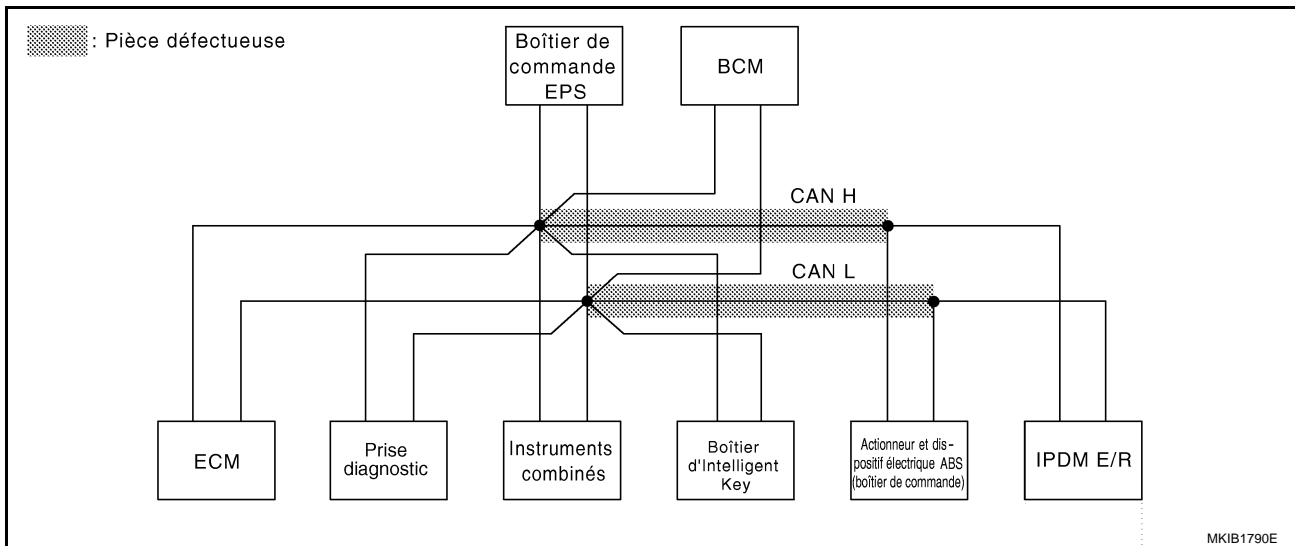 : Pièce défectueuse
Boîtier de
commande
EPS
BCM
CAN H
CAN L
ECM
Prise
diagnostic
Instruments
combinés
Boîtier
d'Intelligent
Key
Actionneur et dis-
positif électrique ABS
(boîtier de commande)
IPDM E/R
MKIB1790E